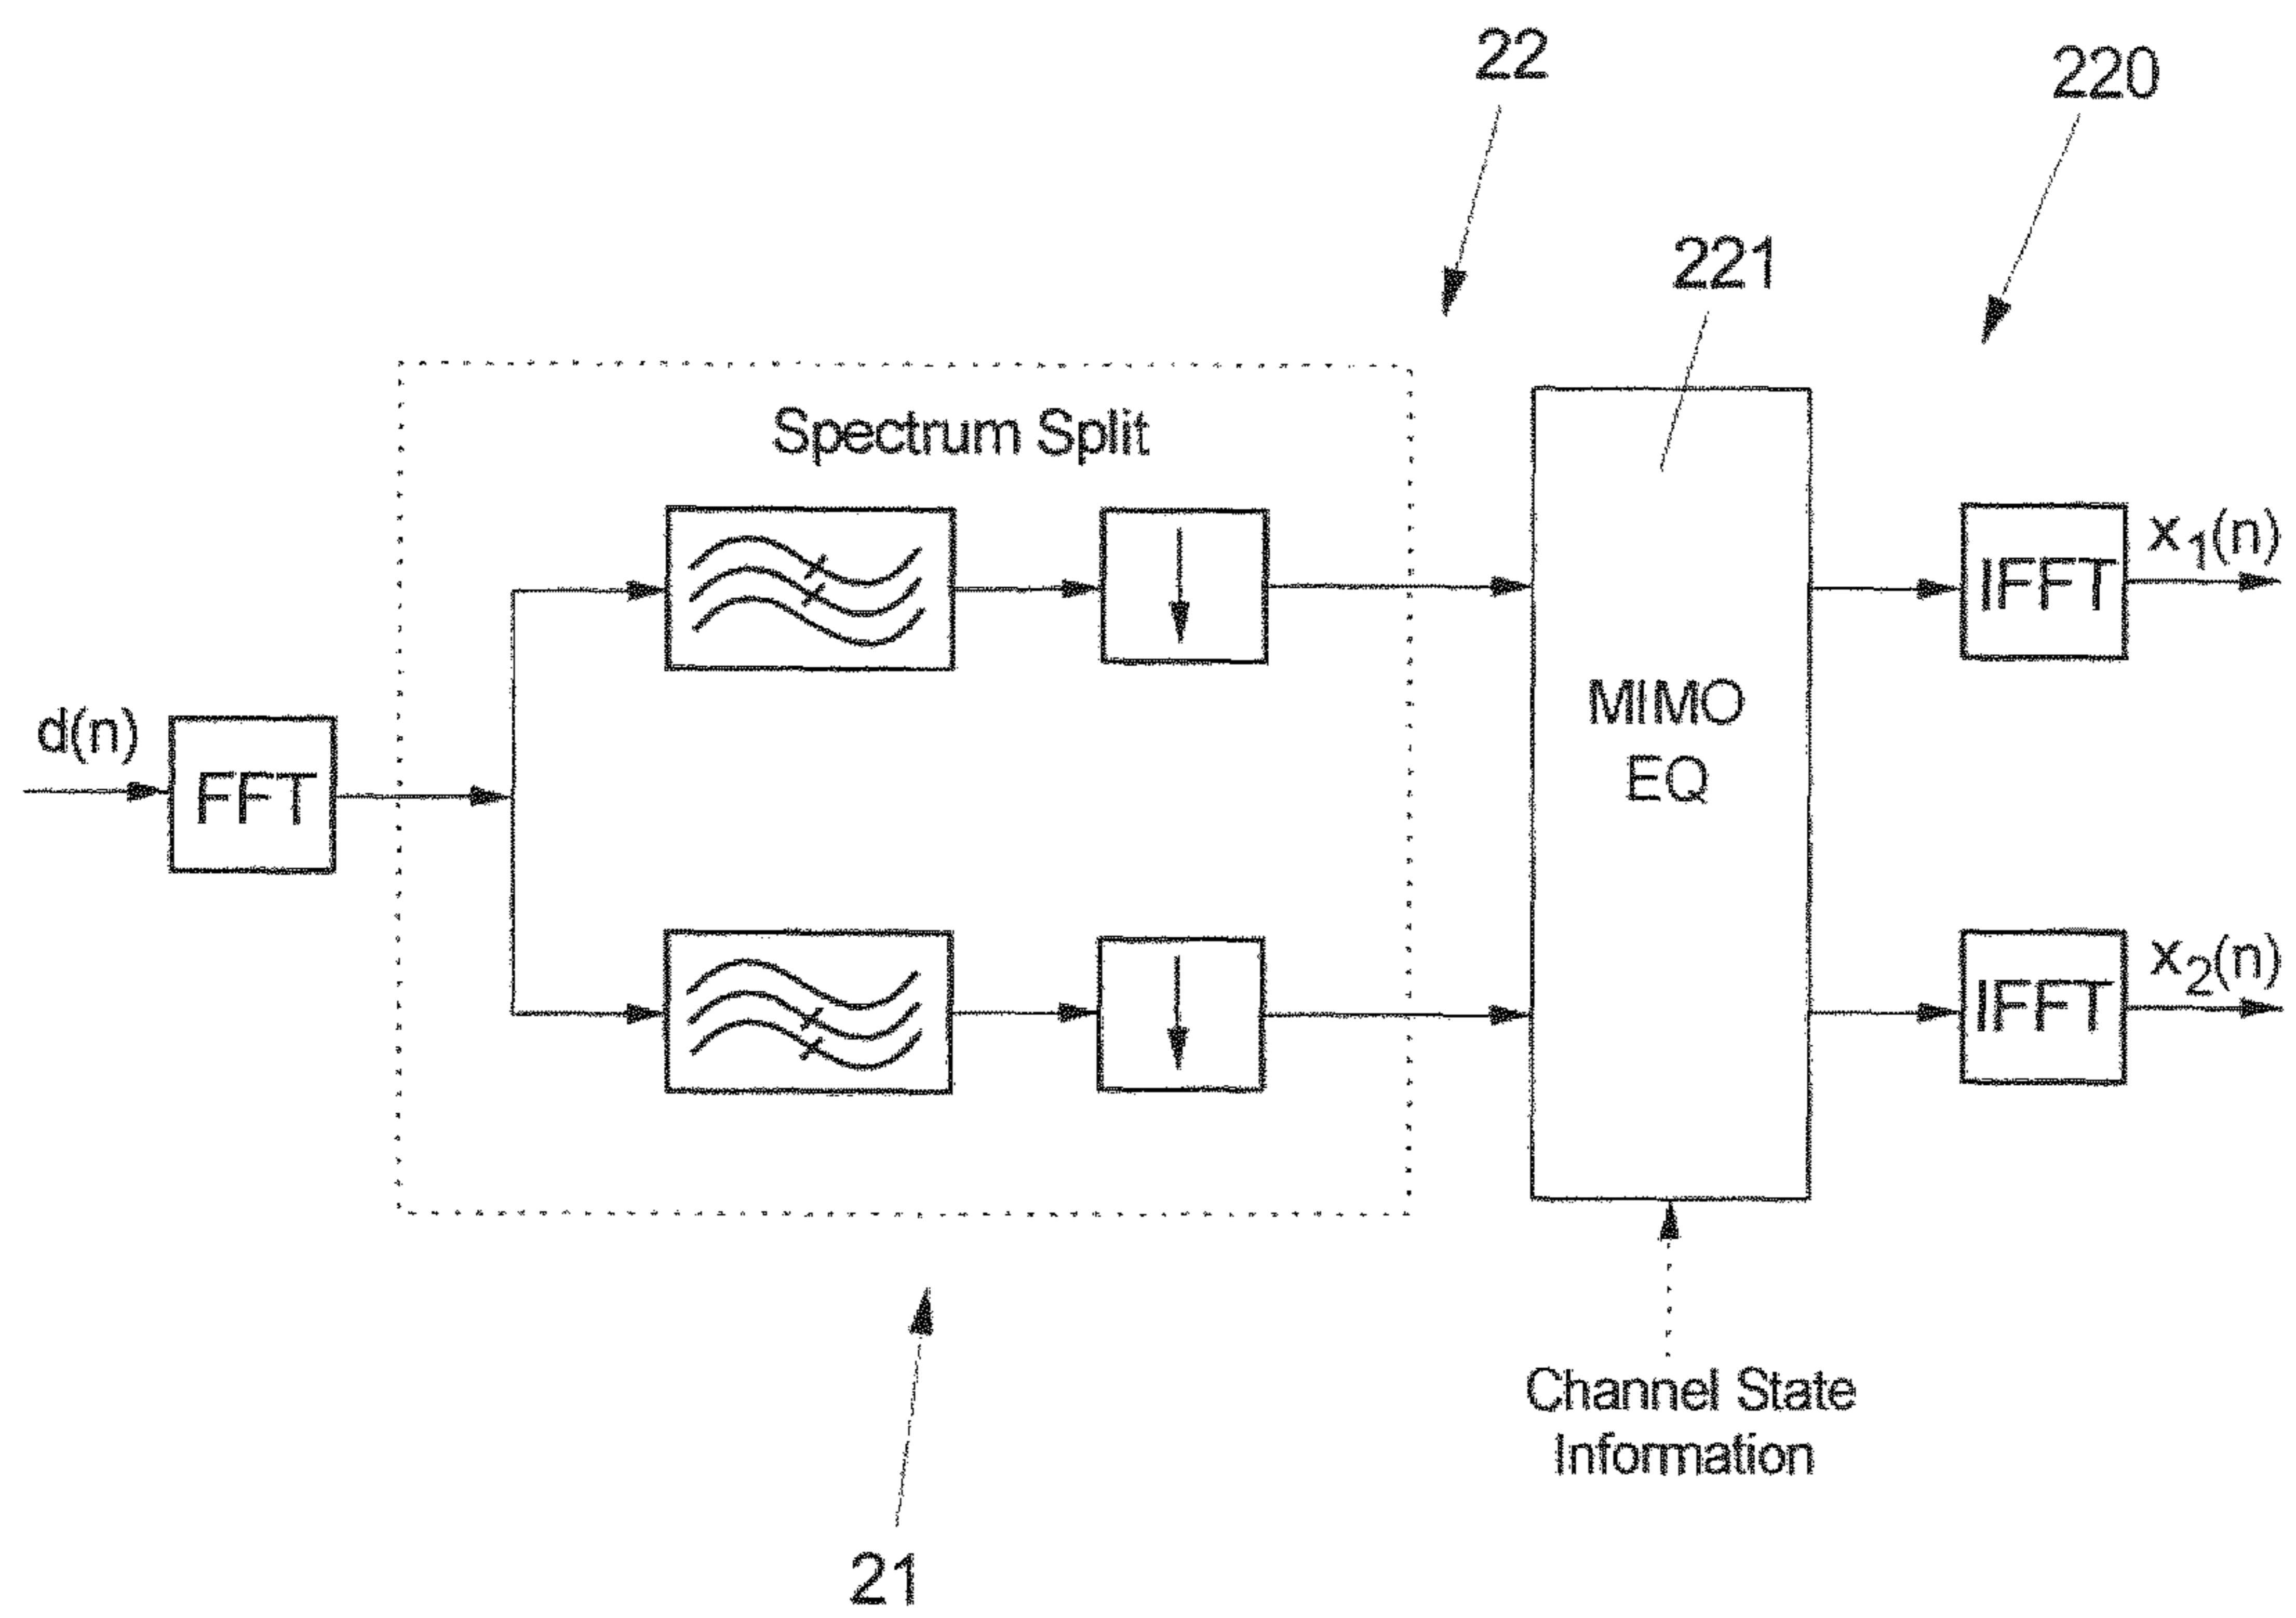 22
220
221
Spectrum Split
x1(n)
IFFT
MIMO
EQ
d(n)
FFT
x2(n)
IFFT
Channel State
Information
21